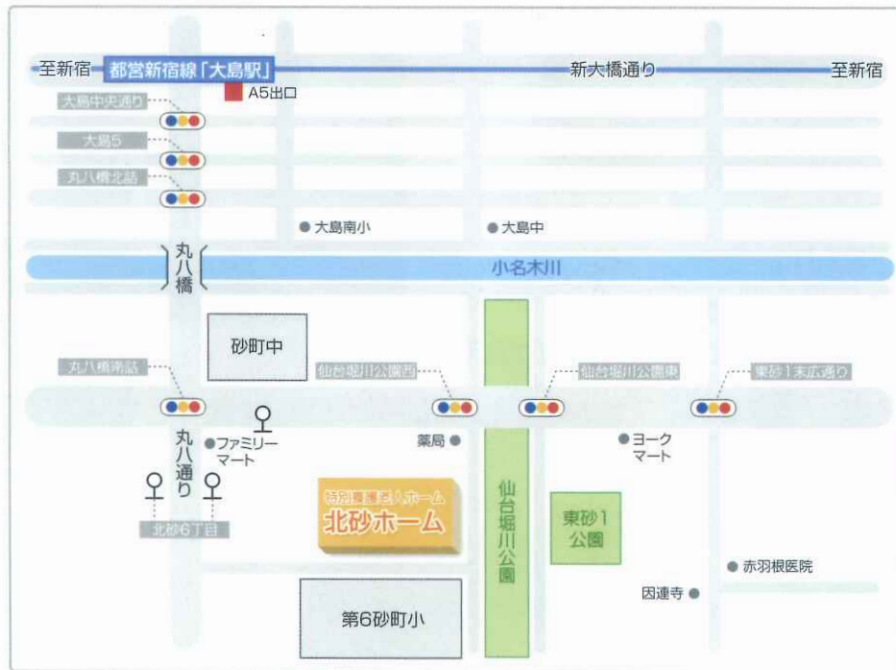 至新宿
都営新宿線「大島駅」
新大橋通り
至新宿
A5出口
大島中央通り
大島5
丸八橋北詰
大島南小
大島中
丸八橋
小名木川
砂町中
丸八橋南詰
仙台堀川公園西
仙台堀川公園東
東砂1末広通り
丸八通り
ファミリー
マート
薬局
ヨーク
マート
特別養護老人ホーム
北砂ホーム
仙台堀川公園
東砂1
公園
北砂6丁目
赤羽根医院
因速寺
第6砂町小